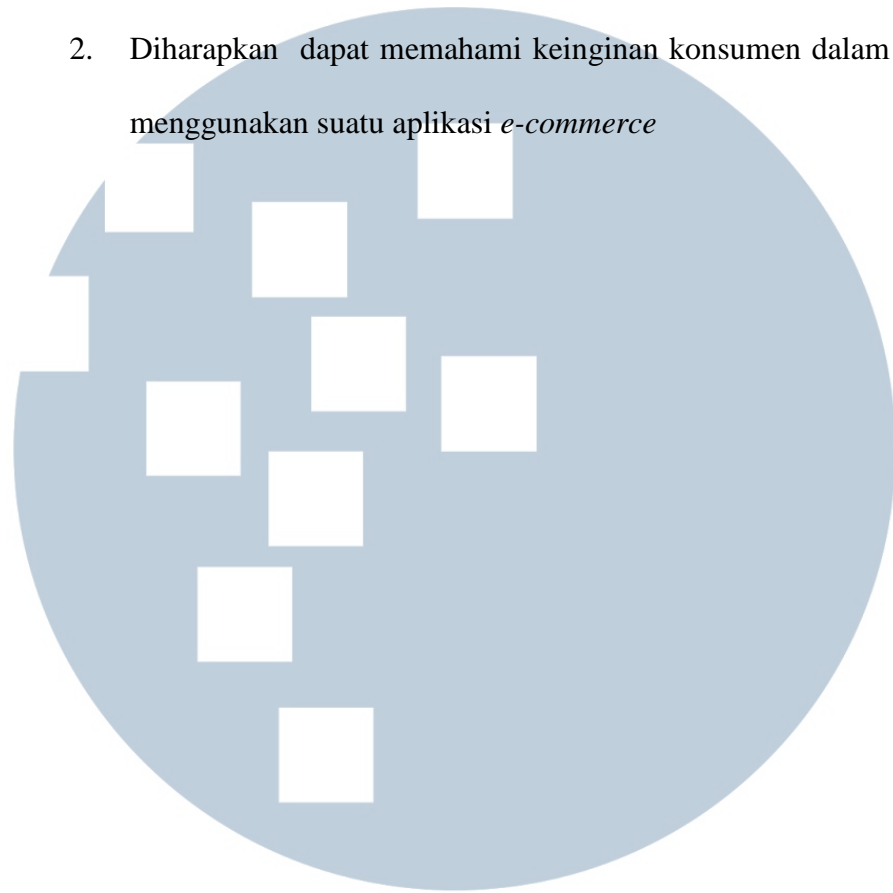 2. Diharapkan dapat memahami keinginan konsumen dalam
menggunakan suatu aplikasi e-commerce